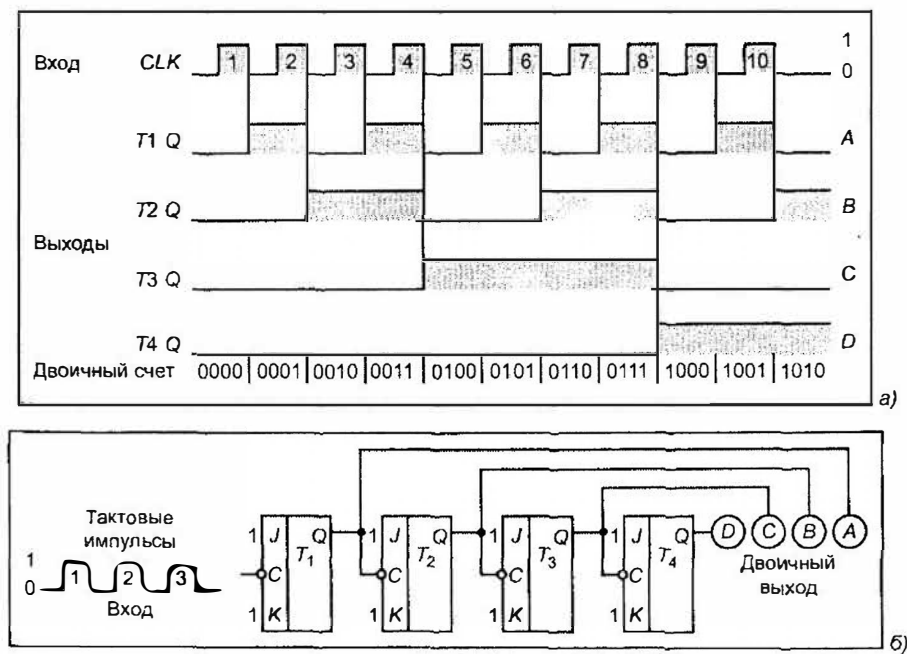 Вход CLK 1 2 3 4 5 6 7 8 9 10 1
0
T1 Q A
T2 Q B
Выходы
T3 Q C
T4 Q D
Двоичный счет 0000 0001 0010 0011 0100 0101 0110 0111 1000 1001 1010
а)
Тактовые
импульсы
1
0
1 2 3
Вход
1 J Q 1 J Q 1 J Q 1 J Q D C B A
T1 T2 T3 T4
C C C C
1 K 1 K 1 K 1 K
Двоичный
выход
б)